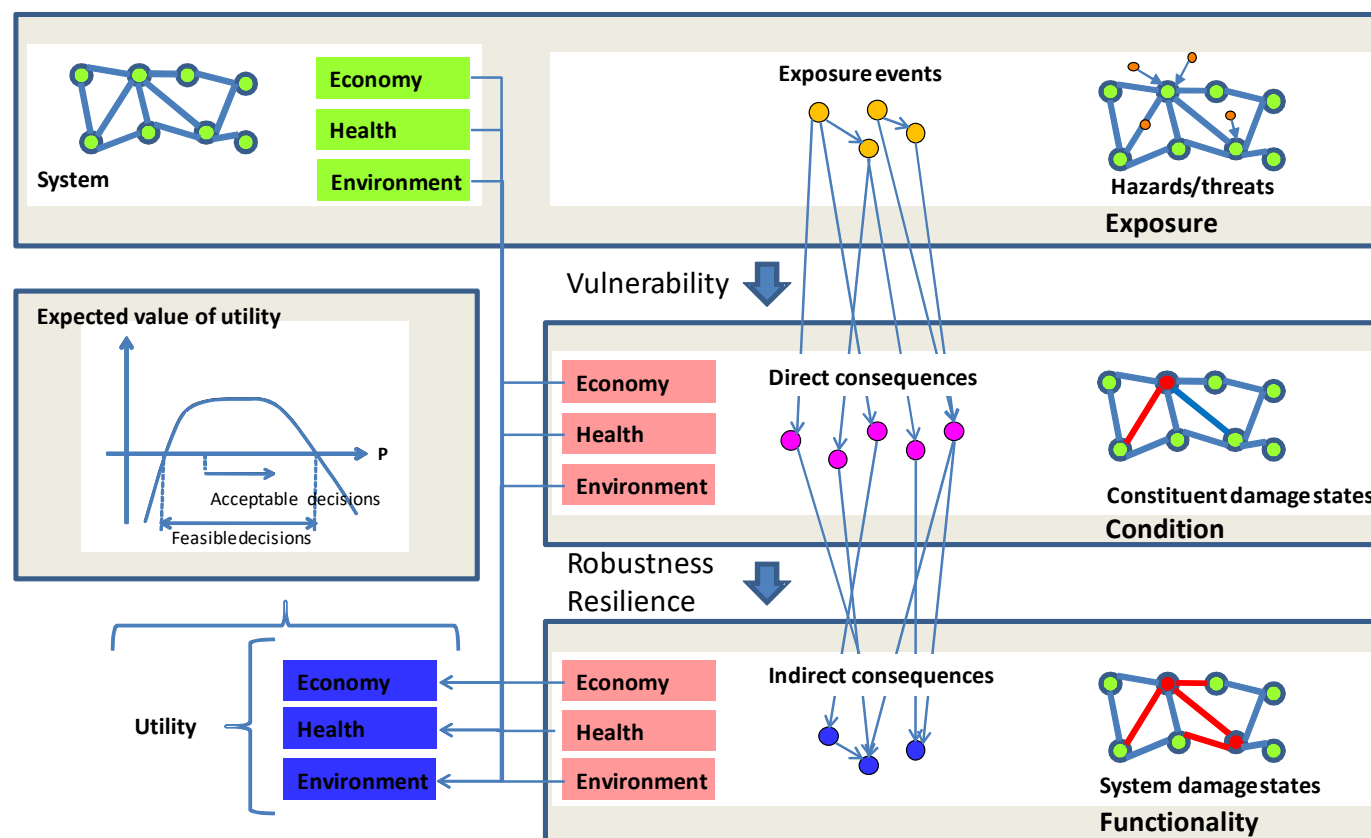 Economy
Health
Environment
System
Exposure events
Hazards/threats
Exposure
Vulnerability
Expected value of utility
P
Acceptable decisions
Feasible decisions
Economy
Health
Environment
Direct consequences
Constituent damage states
Condition
Robustness
Resilience
Utility
Economy
Health
Environment
Economy
Health
Environment
Indirect consequences
System damage states
Functionality